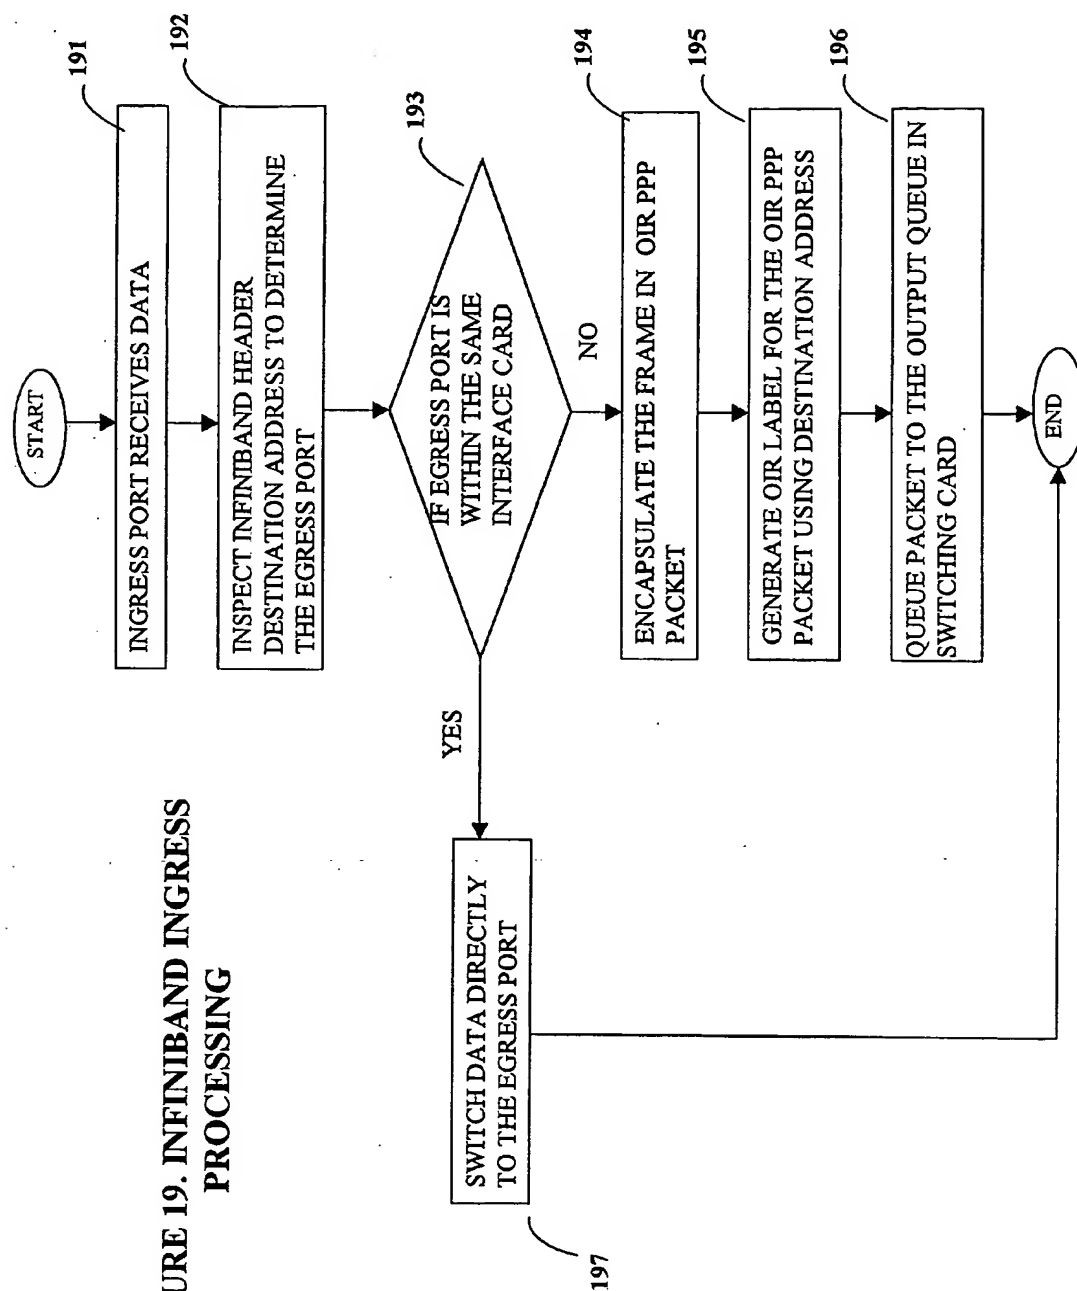 START
191
INGRESS PORT RECEIVES DATA
192
INSPECT INFINIBAND HEADER
DESTINATION ADDRESS TO DETERMINE
THE EGRESS PORT
193
IF EGRESS PORT IS
WITHIN THE SAME
INTERFACE CARD
YES
NO
SWITCH DATA DIRECTLY
TO THE EGRESS PORT
197
194
ENCAPSULATE THE FRAME IN OIR PPP
PACKET
195
GENERATE OIR LABEL FOR THE OIR PPP
PACKET USING DESTINATION ADDRESS
196
QUEUE PACKET TO THE OUTPUT QUEUE IN
SWITCHING CARD
END
URE 19. INFINIBAND INGRESS
PROCESSING